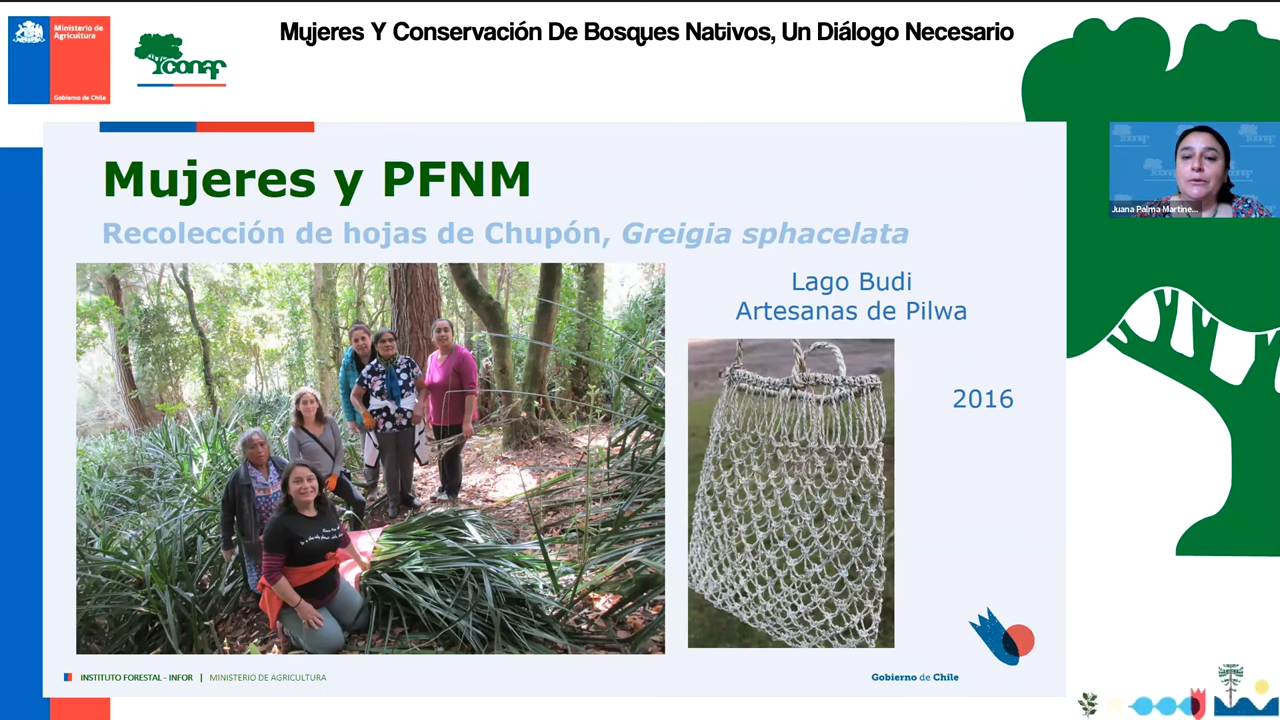 Mujeres Y Conservación De Bosques Nativos, Un Diálogo Necesario
Ministerio de
Agricultura
Gobierno de Chile
conaf
Mujeres y PFNM
Recolección de hojas de Chupón, Greigia sphacelata
Lago Budi
Artesanas de Pilwa
2016
Juana Palma Martine...
INSTITUTO FORESTAL - INFOR | MINISTERIO DE AGRICULTURA
Gobierno de Chile